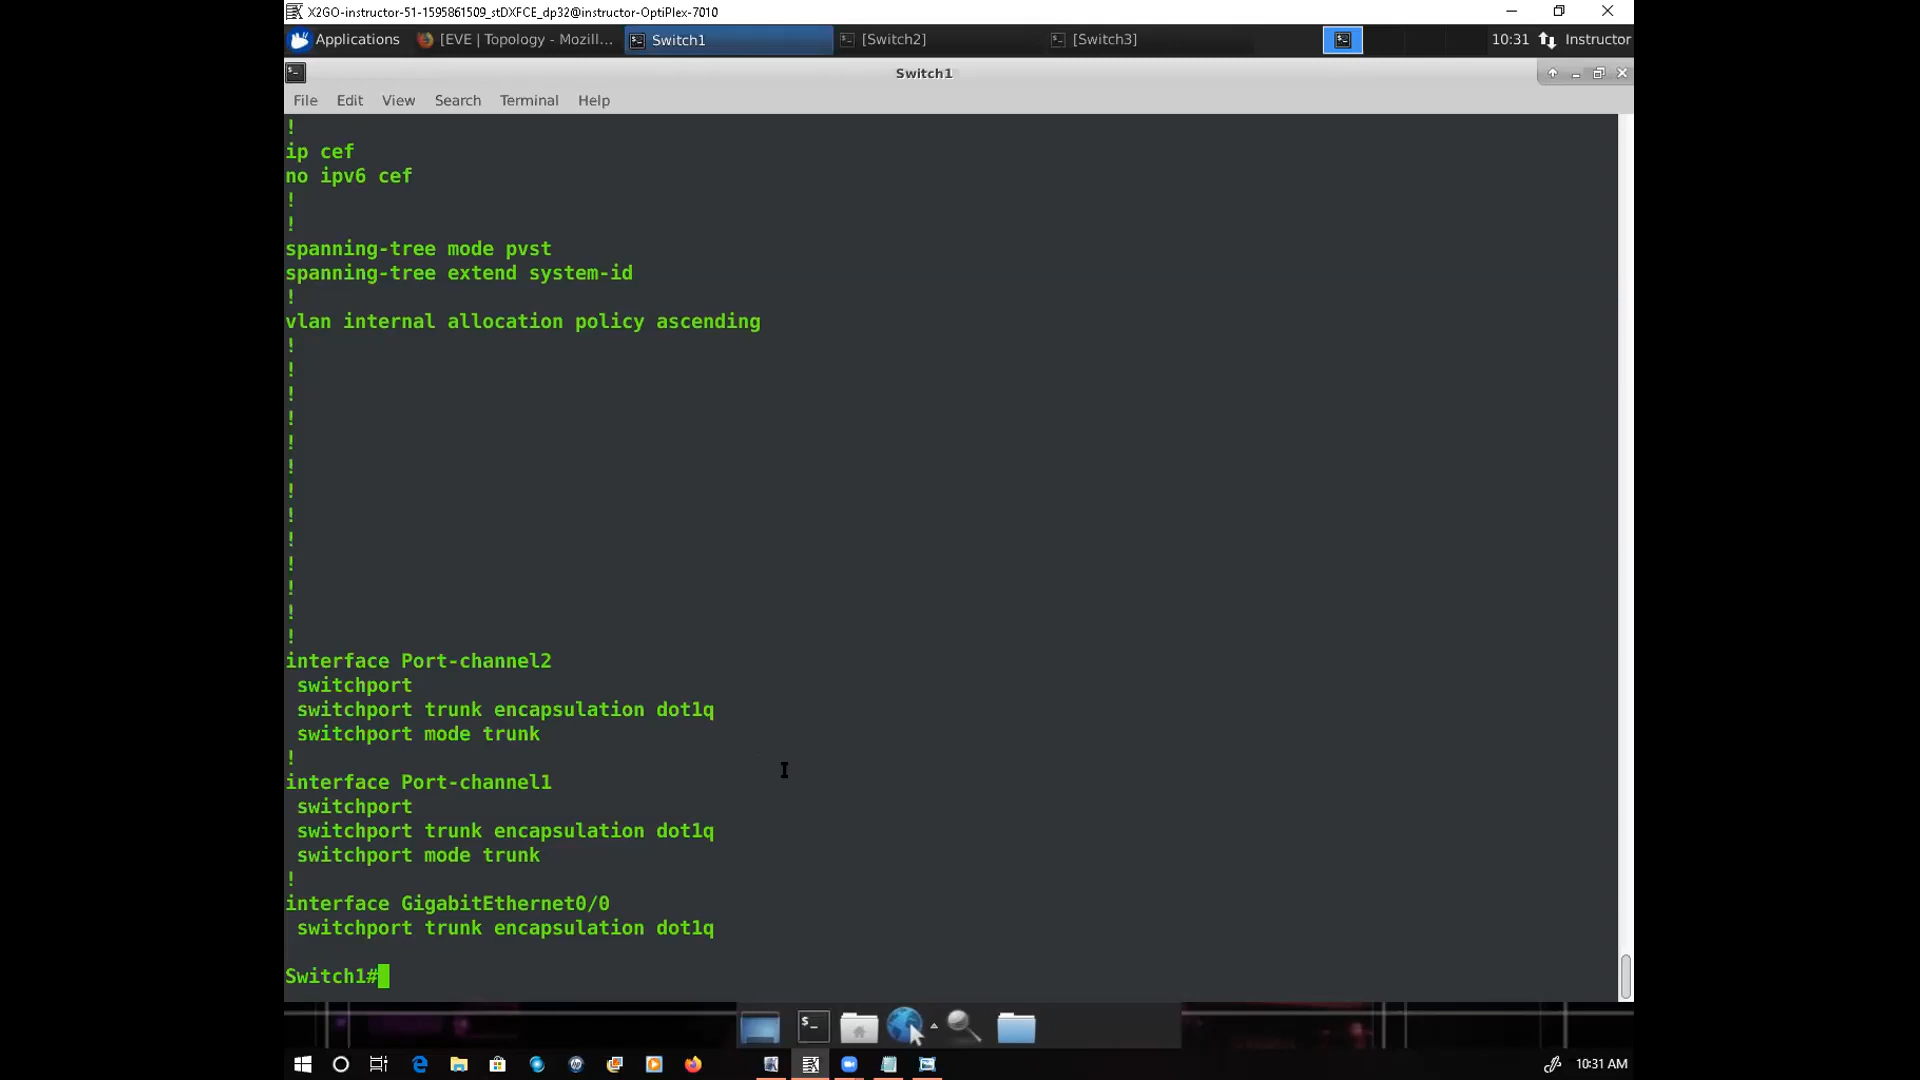 X2GO-instructor-51-1595861509_stDXFCE_dp32@instructor-OptiPlex-7010
Applications
[EVE | Topology - Mozill...
Switch1
[Switch2]
[Switch3]
10:31
Instructor
Switch1
File Edit View Search Terminal Help
!
ip cef
no ipv6 cef
!
!
spanning-tree mode pvst
spanning-tree extend system-id
!
vlan internal allocation policy ascending
!
!
!
!
!
!
!
!
!
!
!
!
!
interface Port-channel2
 switchport
 switchport trunk encapsulation dot1q
 switchport mode trunk
!
interface Port-channel1
 switchport
 switchport trunk encapsulation dot1q
 switchport mode trunk
!
interface GigabitEthernet0/0
 switchport trunk encapsulation dot1q
Switch1#
10:31 AM